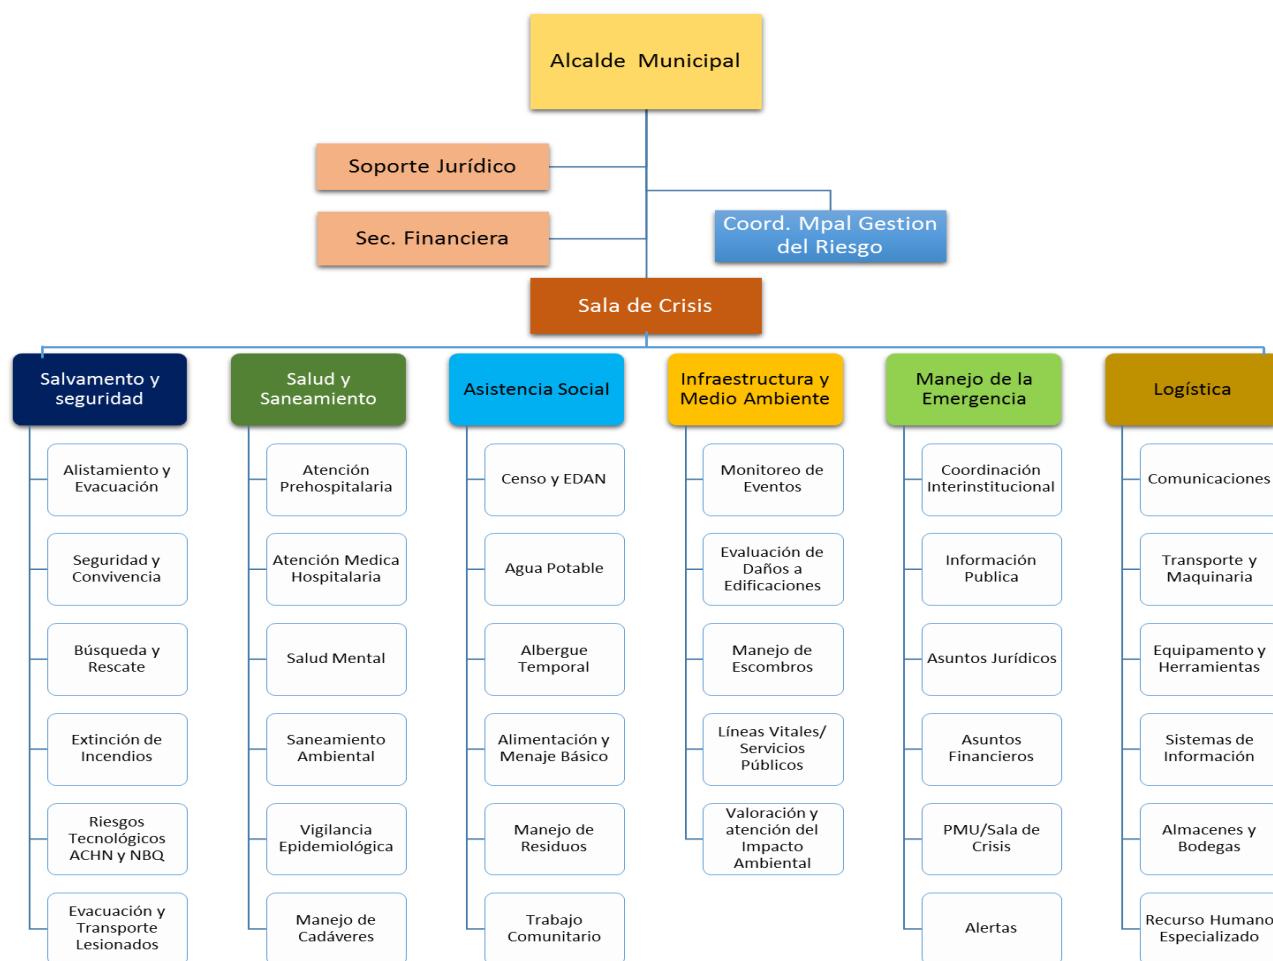 Alcalde Municipal
Soporte Jurídico
Sec. Financiera
Coord. Mpal Gestion
del Riesgo
Sala de Crisis
Salvamento y
seguridad
Alistamiento y
Evacuación
Seguridad y
Convivencia
Búsqueda y
Rescate
Extinción de
Incendios
Riesgos
Tecnológicos
ACHN y NBQ
Evacuación y
Transporte
Lesionados
Salud y
Saneamiento
Atención
Prehospitalaria
Atención Medica
Hospitalaria
Salud Mental
Saneamiento
Ambiental
Vigilancia
Epidemiológica
Manejo de
Cadáveres
Asistencia Social
Censo y EDAN
Agua Potable
Albergue
Temporal
Alimentación y
Menaje Básico
Manejo de
Residuos
Trabajo
Comunitario
Infraestructura y
Medio Ambiente
Monitoreo de
Eventos
Evaluación de
Daños a
Edificaciones
Manejo de
Escombros
Líneas Vitales/
Servicios
Públicos
Valoración y
atención del
Impacto
Ambiental
Manejo de la
Emergencia
Coordinación
Interinstitucional
Información
Publica
Asuntos Jurídicos
Asuntos
Financieros
PMU/Sala de
Crisis
Alertas
Logística
Comunicaciones
Transporte y
Maquinaria
Equipamento y
Herramientas
Sistemas de
Información
Almacenes y
Bodegas
Recurso Humano
Especializado